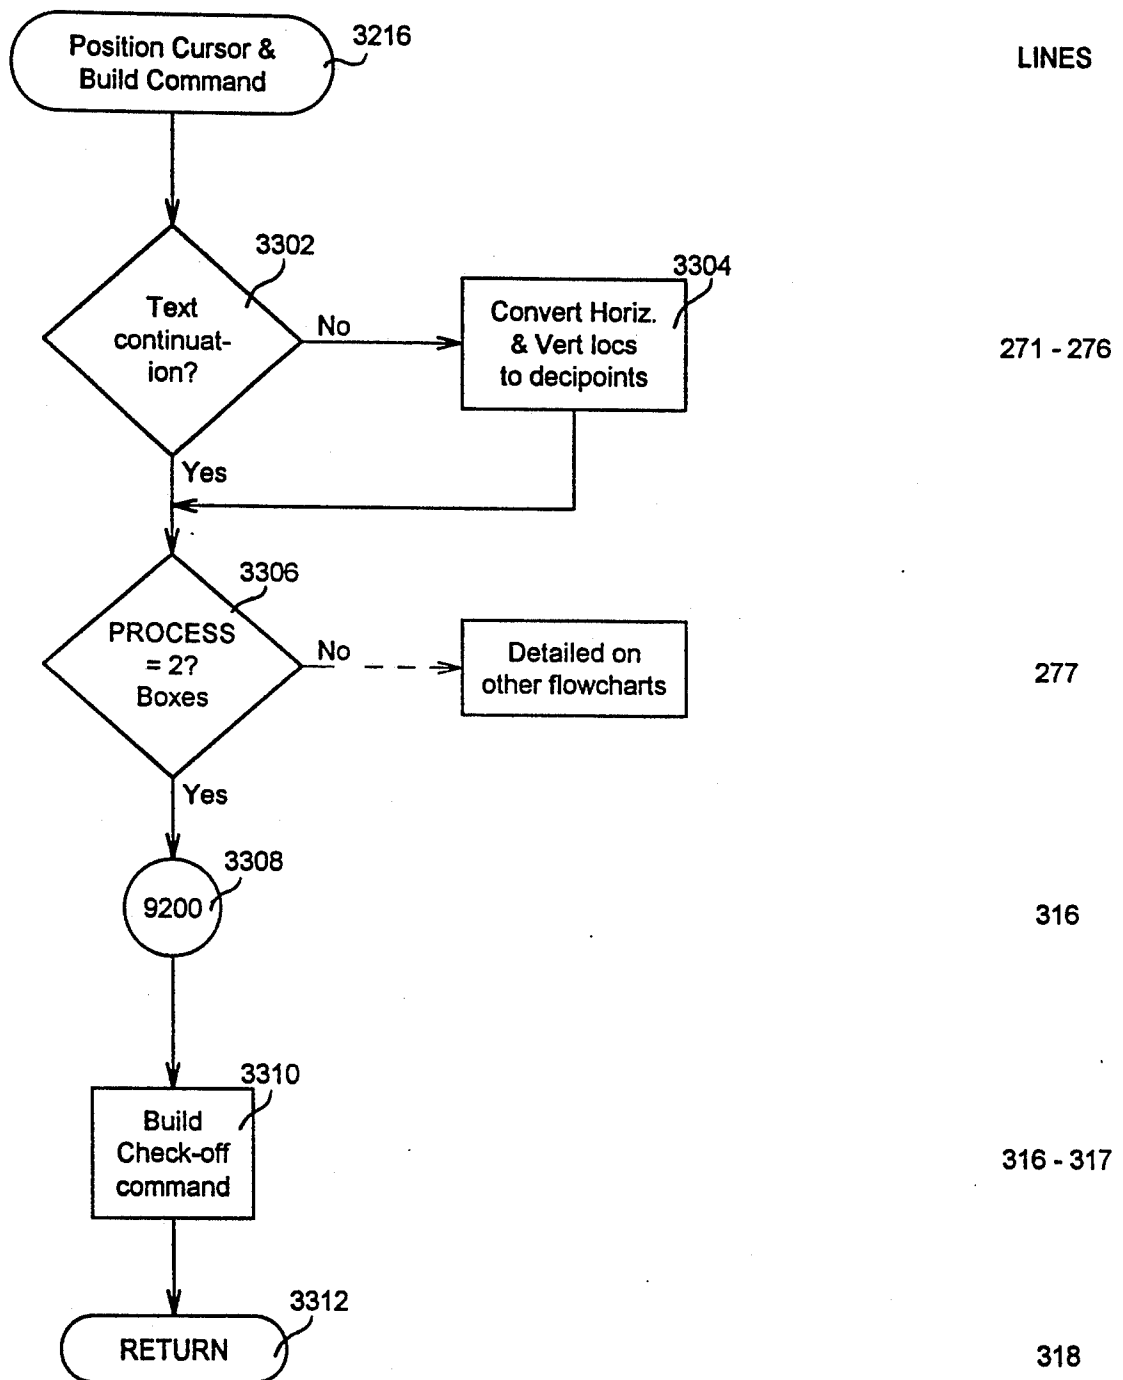 Position Cursor &
Build Command
3216
LINES
3302
Text
continuat-
ion?
No
3304
Convert Horiz.
& Vert locs
to decipoints
271 - 276
Yes
3306
PROCESS
= 2?
Boxes
No
Detailed on
other flowcharts
277
Yes
3308
9200
316
3310
Build
Check-off
command
316 - 317
3312
RETURN
318